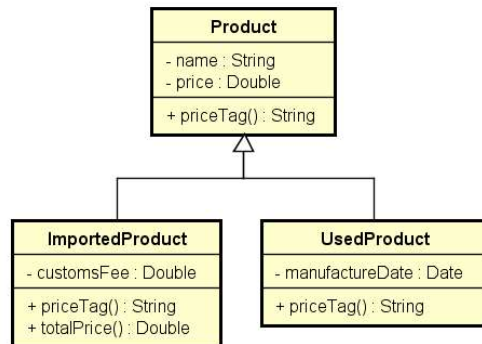 Product
- name : String
- price : Double
+ priceTag() : String
ImportedProduct
- customsFee : Double
+ priceTag() : String
+ totalPrice() : Double
UsedProduct
- manufactureDate : Date
+ priceTag() : String